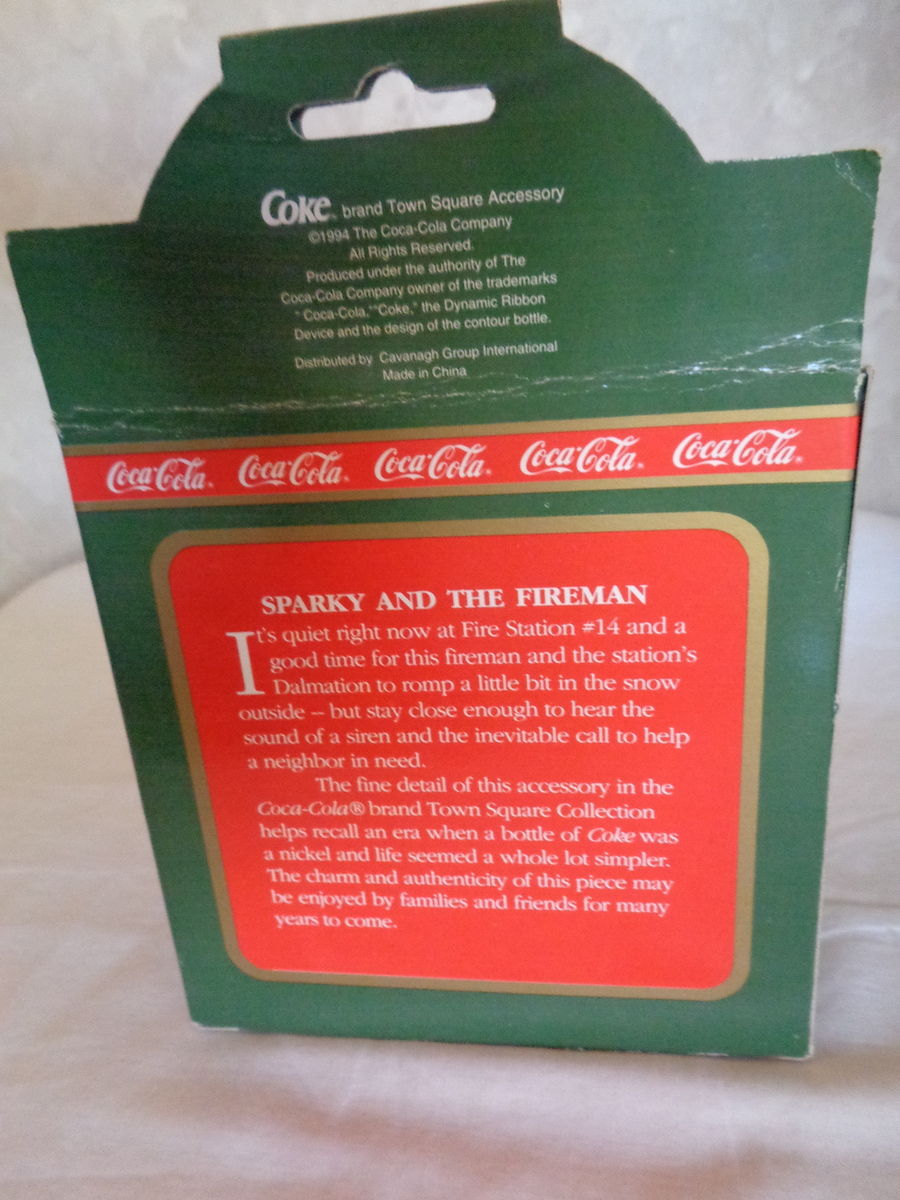 Coke® brand Town Square Accessory
©1994 The Coca-Cola Company
All Rights Reserved.
Produced under the authority of The
Coca-Cola Company owner of the trademarks
"Coca-Cola," "Coke," the Dynamic Ribbon
Device and the design of the contour bottle.
Distributed by Cavanagh Group International
Made in China
Coca-Cola® Coca-Cola® Coca-Cola® Coca-Cola® Coca-Cola®
SPARKY AND THE FIREMAN
It's quiet right now at Fire Station #14 and a
good time for this fireman and the station's
Dalmation to romp a little bit in the snow
outside -- but stay close enough to hear the
sound of a siren and the inevitable call to help
a neighbor in need.
The fine detail of this accessory in the
Coca-Cola® brand Town Square Collection
helps recall an era when a bottle of Coke was
a nickel and life seemed a whole lot simpler.
The charm and authenticity of this piece may
be enjoyed by families and friends for many
years to come.